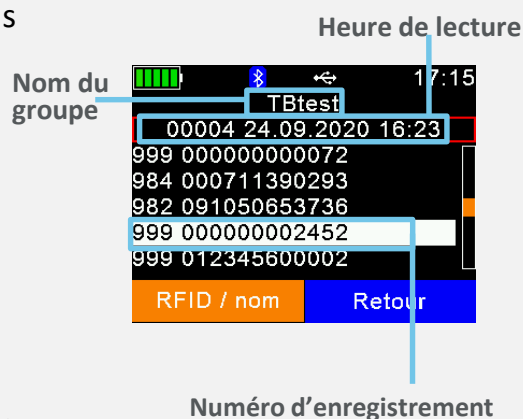 s
Heure de lecture
Nom du
groupe
17:15
TBtest
00004 24.09.2020 16:23
999 000000000072
984 000711390293
982 091050653736
999 000000002452
999 012345600002
RFID / nom
Retour
Numéro d'enregistrement